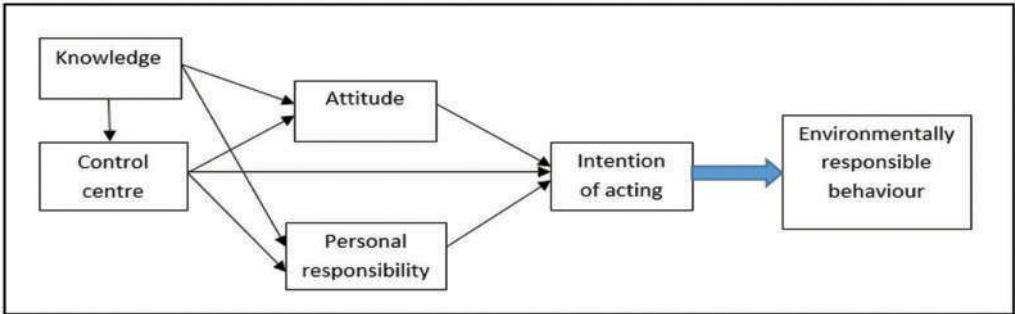 Knowledge
Attitude
Control
centre
Personal
responsibility
Intention
of acting
Environmentally
responsible
behaviour